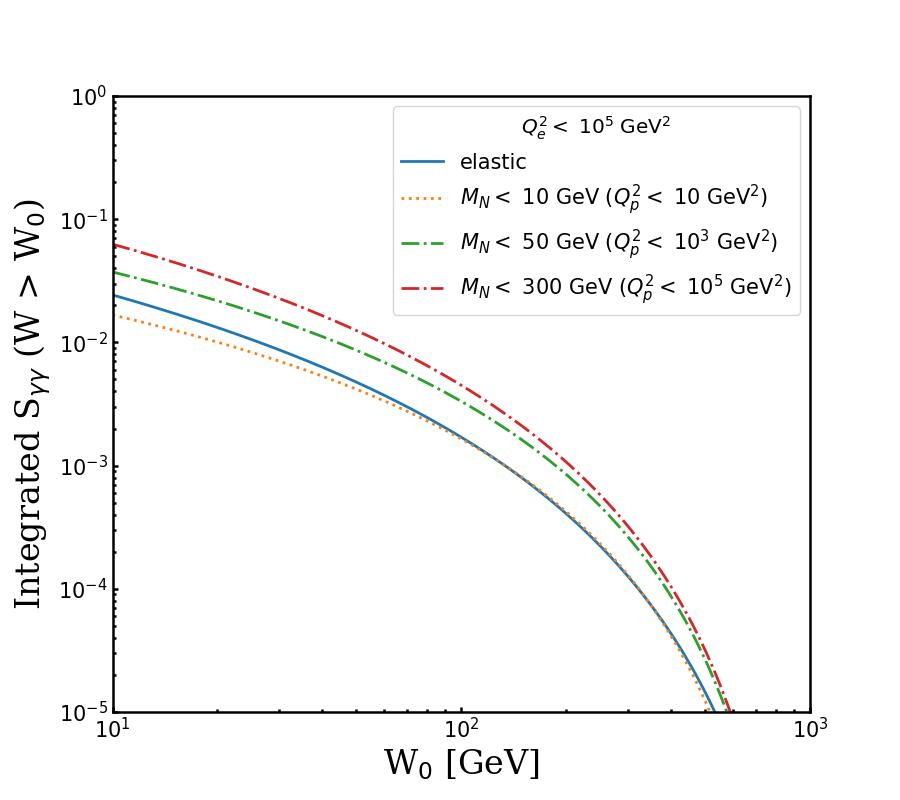 Q_e^2 < 10^5 GeV^2
elastic
M_N < 10 GeV (Q_p^2 < 10 GeV^2)
M_N < 50 GeV (Q_p^2 < 10^3 GeV^2)
M_N < 300 GeV (Q_p^2 < 10^5 GeV^2)
10^0
10^−1
10^−2
10^−3
10^−4
10^−5
Integrated S_γγ (W > W_0)
10^1 10^2 10^3
W_0 [GeV]